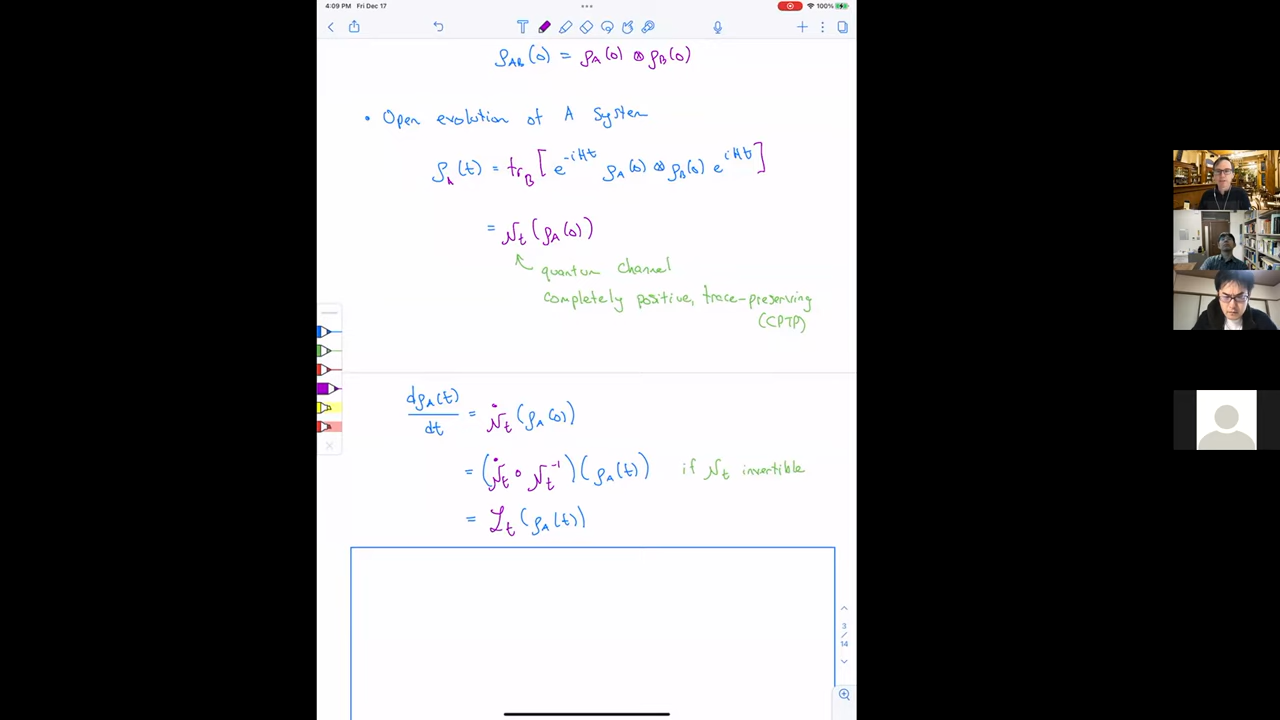 4:09 PM Fri Dec 17
100%
ρ_AB(0) = ρ_A(0) ⊗ ρ_B(0)
• Open evolution of A system
ρ_A(t) = tr_B [ e^{-iHt} ρ_A(0) ⊗ ρ_B(0) e^{iHt} ]
= 𝒩_t (ρ_A(0))
↖ quantum channel
completely positive, trace-preserving
(CPTP)
dρ_A(t)/dt = 𝒩̇_t (ρ_A(0))
= (𝒩̇_t ∘ 𝒩_t^{-1}) (ρ_A(t)) if 𝒩_t invertible
= ℒ_t (ρ_A(t))
3
/
14